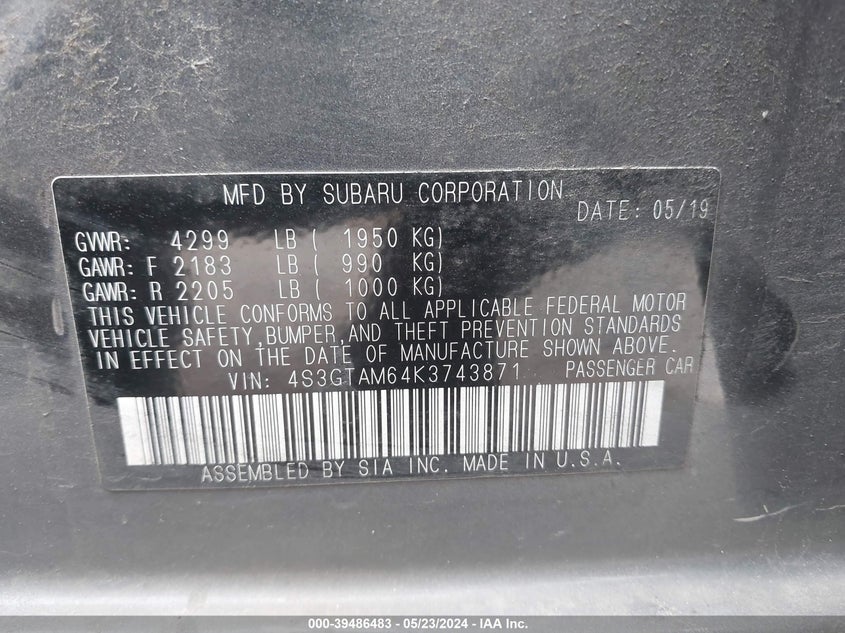 MFD BY SUBARU CORPORATION
DATE: 05/19
GVWR: 4299 LB ( 1950 KG)
GAWR: F 2183 LB ( 990 KG)
GAWR: R 2205 LB ( 1000 KG)
THIS VEHICLE CONFORMS TO ALL APPLICABLE FEDERAL MOTOR
VEHICLE SAFETY,BUMPER,AND THEFT PREVENTION STANDARDS
IN EFFECT ON THE DATE OF MANUFACTURE SHOWN ABOVE.
VIN: 4S3GTAM64K3743871 PASSENGER CAR
ASSEMBLED BY SIA INC. MADE IN U.S.A.
000-39486483 - 05/23/2024 - IAA Inc.